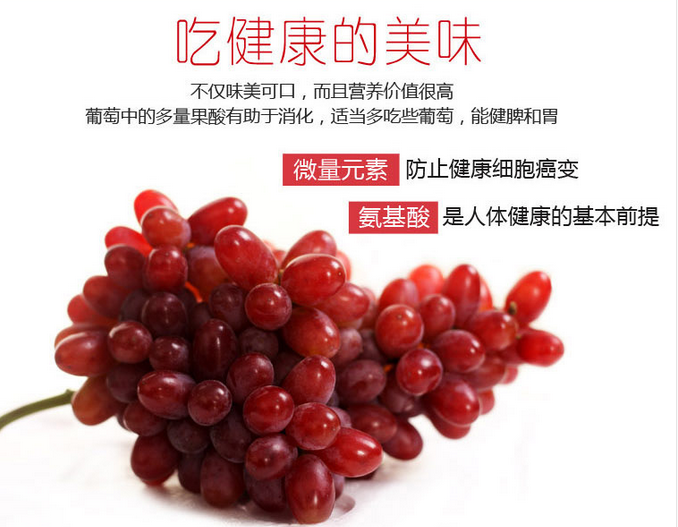 吃健康的美味
不仅味美可口，而且营养价值很高
葡萄中的多量果酸有助于消化，适当多吃些葡萄，能健脾和胃
微量元素 防止健康细胞癌变
氨基酸 是人体健康的基本前提